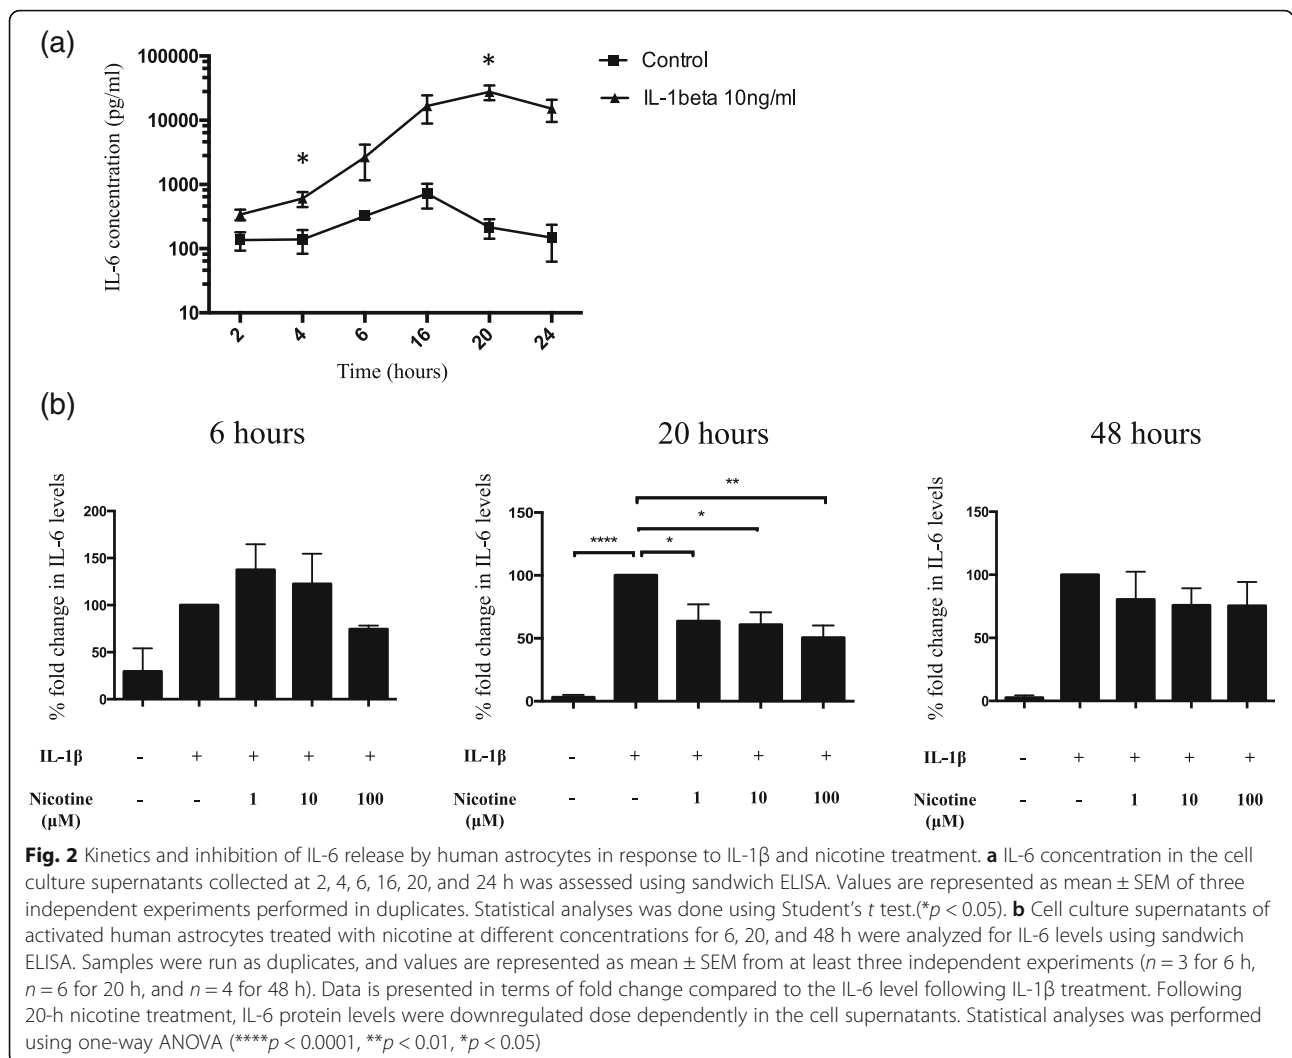 (a)
100000
10000
1000
100
10
IL-6 concentration (pg/ml)
*
*
Control
IL-1beta 10ng/ml
2 4 6 16 20 24
Time (hours)
(b)
6 hours
% fold change in IL-6 levels
200
150
100
50
0
IL-1β - + + + +
Nicotine - - 1 10 100
(μM)
20 hours
% fold change in IL-6 levels
150
100
50
0
**
*
**** *
IL-1β - + + + +
Nicotine - - 1 10 100
(μM)
48 hours
% fold change in IL-6 levels
150
100
50
0
IL-1β - + + + +
Nicotine - - 1 10 100
(μM)
Fig. 2 Kinetics and inhibition of IL-6 release by human astrocytes in response to IL-1β and nicotine treatment. a IL-6 concentration in the cell
culture supernatants collected at 2, 4, 6, 16, 20, and 24 h was assessed using sandwich ELISA. Values are represented as mean ± SEM of three
independent experiments performed in duplicates. Statistical analyses was done using Student's t test.(*p < 0.05). b Cell culture supernatants of
activated human astrocytes treated with nicotine at different concentrations for 6, 20, and 48 h were analyzed for IL-6 levels using sandwich
ELISA. Samples were run as duplicates, and values are represented as mean ± SEM from at least three independent experiments (n = 3 for 6 h,
n = 6 for 20 h, and n = 4 for 48 h). Data is presented in terms of fold change compared to the IL-6 level following IL-1β treatment. Following
20-h nicotine treatment, IL-6 protein levels were downregulated dose dependently in the cell supernatants. Statistical analyses was performed
using one-way ANOVA (****p < 0.0001, **p < 0.01, *p < 0.05)